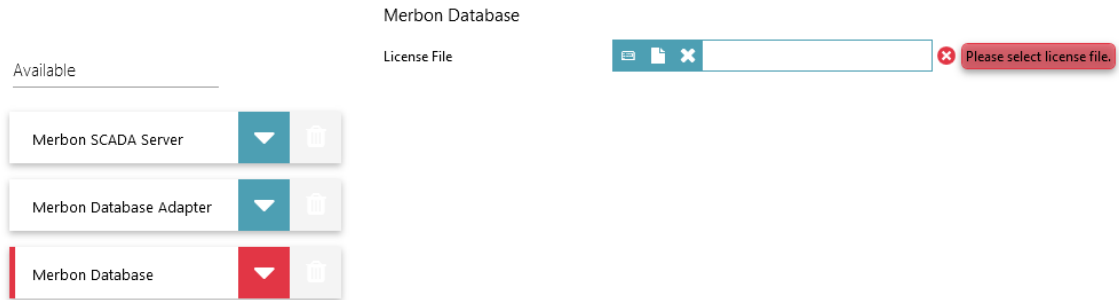 Merbon Database
License File
Please select license file.
Available
Merbon SCADA Server
Merbon Database Adapter
Merbon Database